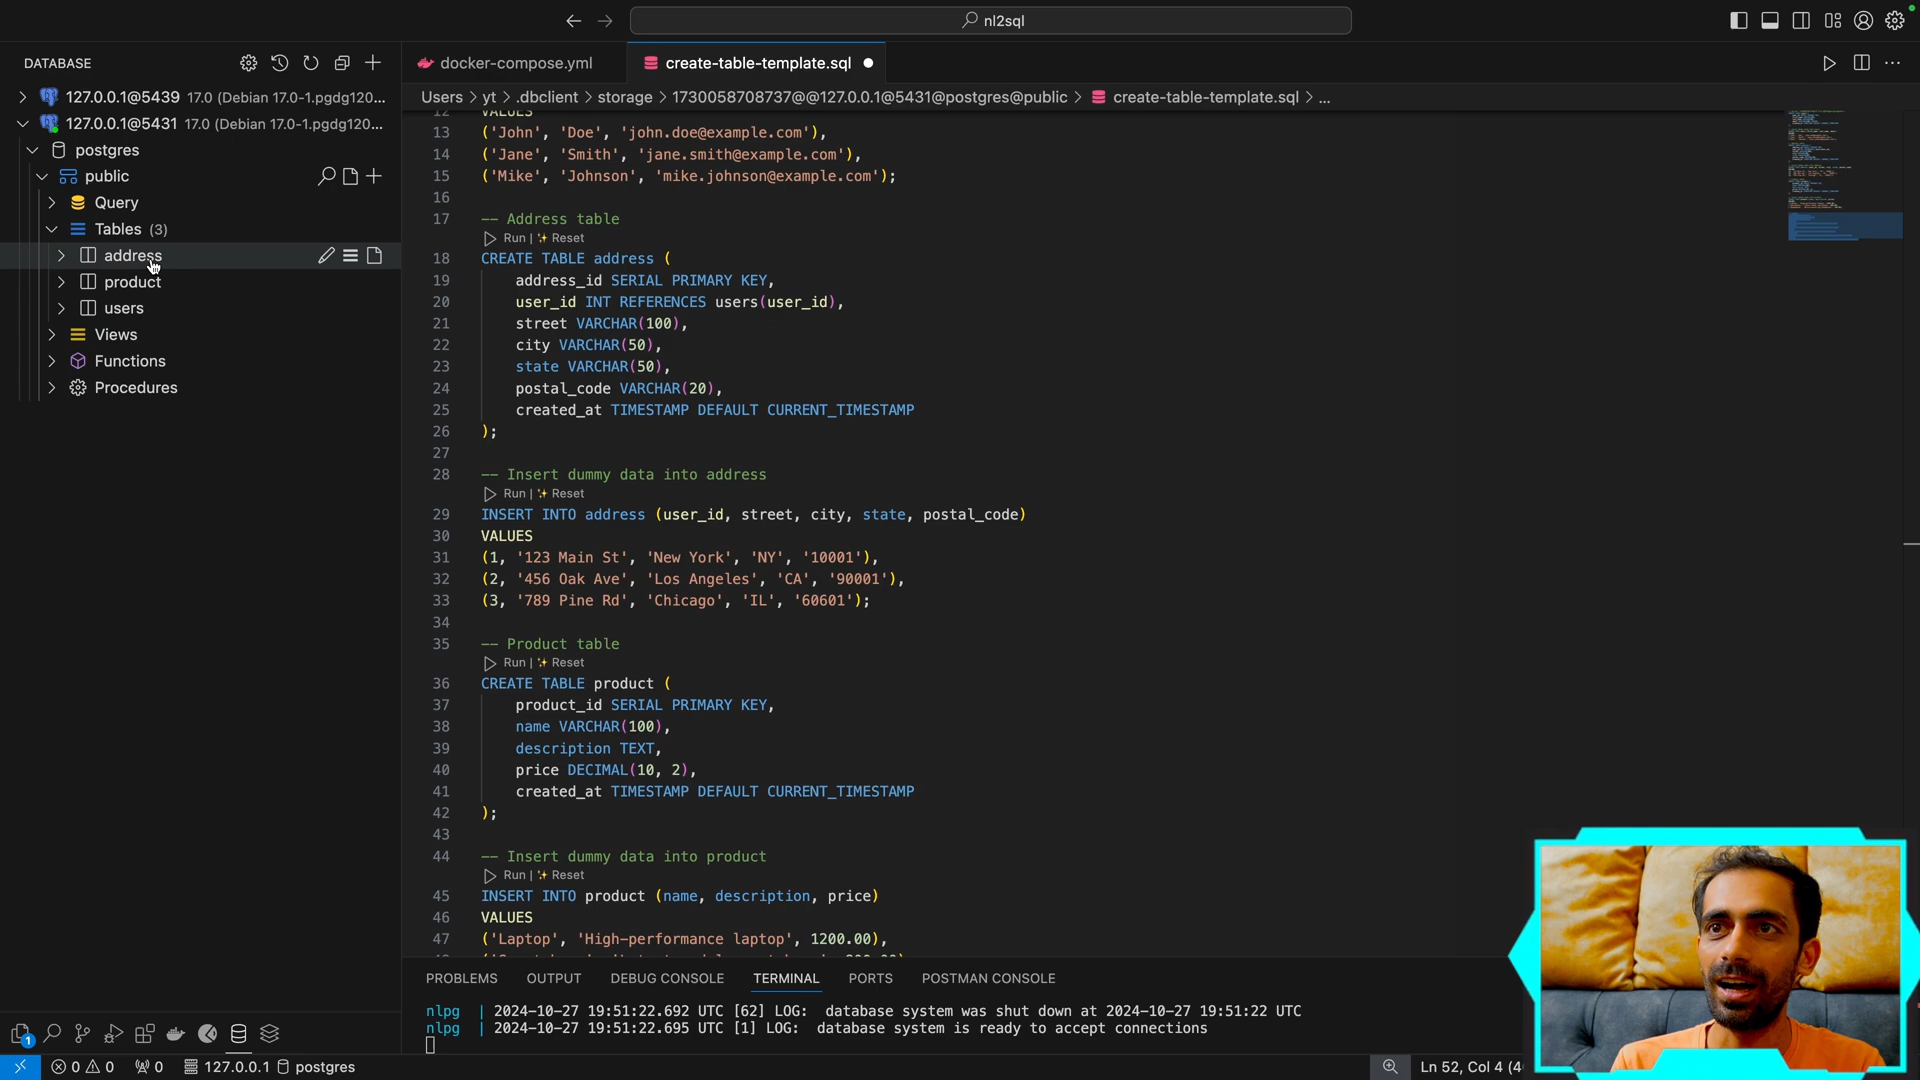 nl2sql
DATABASE
docker-compose.yml
create-table-template.sql
127.0.0.1@5439 17.0 (Debian 17.0-1.pgdg120...
Users > yt > .dbclient > storage > 1730058708737@@127.0.0.1@5431@postgres@public > create-table-template.sql > ...
127.0.0.1@5431 17.0 (Debian 17.0-1.pgdg120...
postgres
public
Query
Tables (3)
address
product
users
Views
Functions
Procedures
12 VALUES
13 ('John', 'Doe', 'john.doe@example.com'),
14 ('Jane', 'Smith', 'jane.smith@example.com'),
15 ('Mike', 'Johnson', 'mike.johnson@example.com');
16
17 -- Address table
Run | Reset
18 CREATE TABLE address (
19 address_id SERIAL PRIMARY KEY,
20 user_id INT REFERENCES users(user_id),
21 street VARCHAR(100),
22 city VARCHAR(50),
23 state VARCHAR(50),
24 postal_code VARCHAR(20),
25 created_at TIMESTAMP DEFAULT CURRENT_TIMESTAMP
26 );
27
28 -- Insert dummy data into address
Run | Reset
29 INSERT INTO address (user_id, street, city, state, postal_code)
30 VALUES
31 (1, '123 Main St', 'New York', 'NY', '10001'),
32 (2, '456 Oak Ave', 'Los Angeles', 'CA', '90001'),
33 (3, '789 Pine Rd', 'Chicago', 'IL', '60601');
34
35 -- Product table
Run | Reset
36 CREATE TABLE product (
37 product_id SERIAL PRIMARY KEY,
38 name VARCHAR(100),
39 description TEXT,
40 price DECIMAL(10, 2),
41 created_at TIMESTAMP DEFAULT CURRENT_TIMESTAMP
42 );
43
44 -- Insert dummy data into product
Run | Reset
45 INSERT INTO product (name, description, price)
46 VALUES
47 ('Laptop', 'High-performance laptop', 1200.00),
PROBLEMS OUTPUT DEBUG CONSOLE TERMINAL PORTS POSTMAN CONSOLE
nlpg | 2024-10-27 19:51:22.692 UTC [62] LOG: database system was shut down at 2024-10-27 19:51:22 UTC
nlpg | 2024-10-27 19:51:22.695 UTC [1] LOG: database system is ready to accept connections
1
0 0 0 127.0.0.1 postgres
Ln 52, Col 4